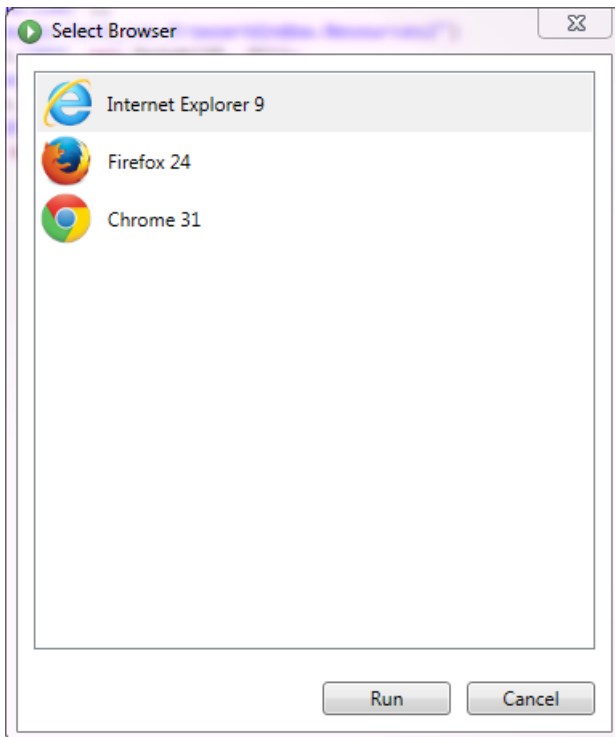 Select Browser
Internet Explorer 9
Firefox 24
Chrome 31
Run
Cancel